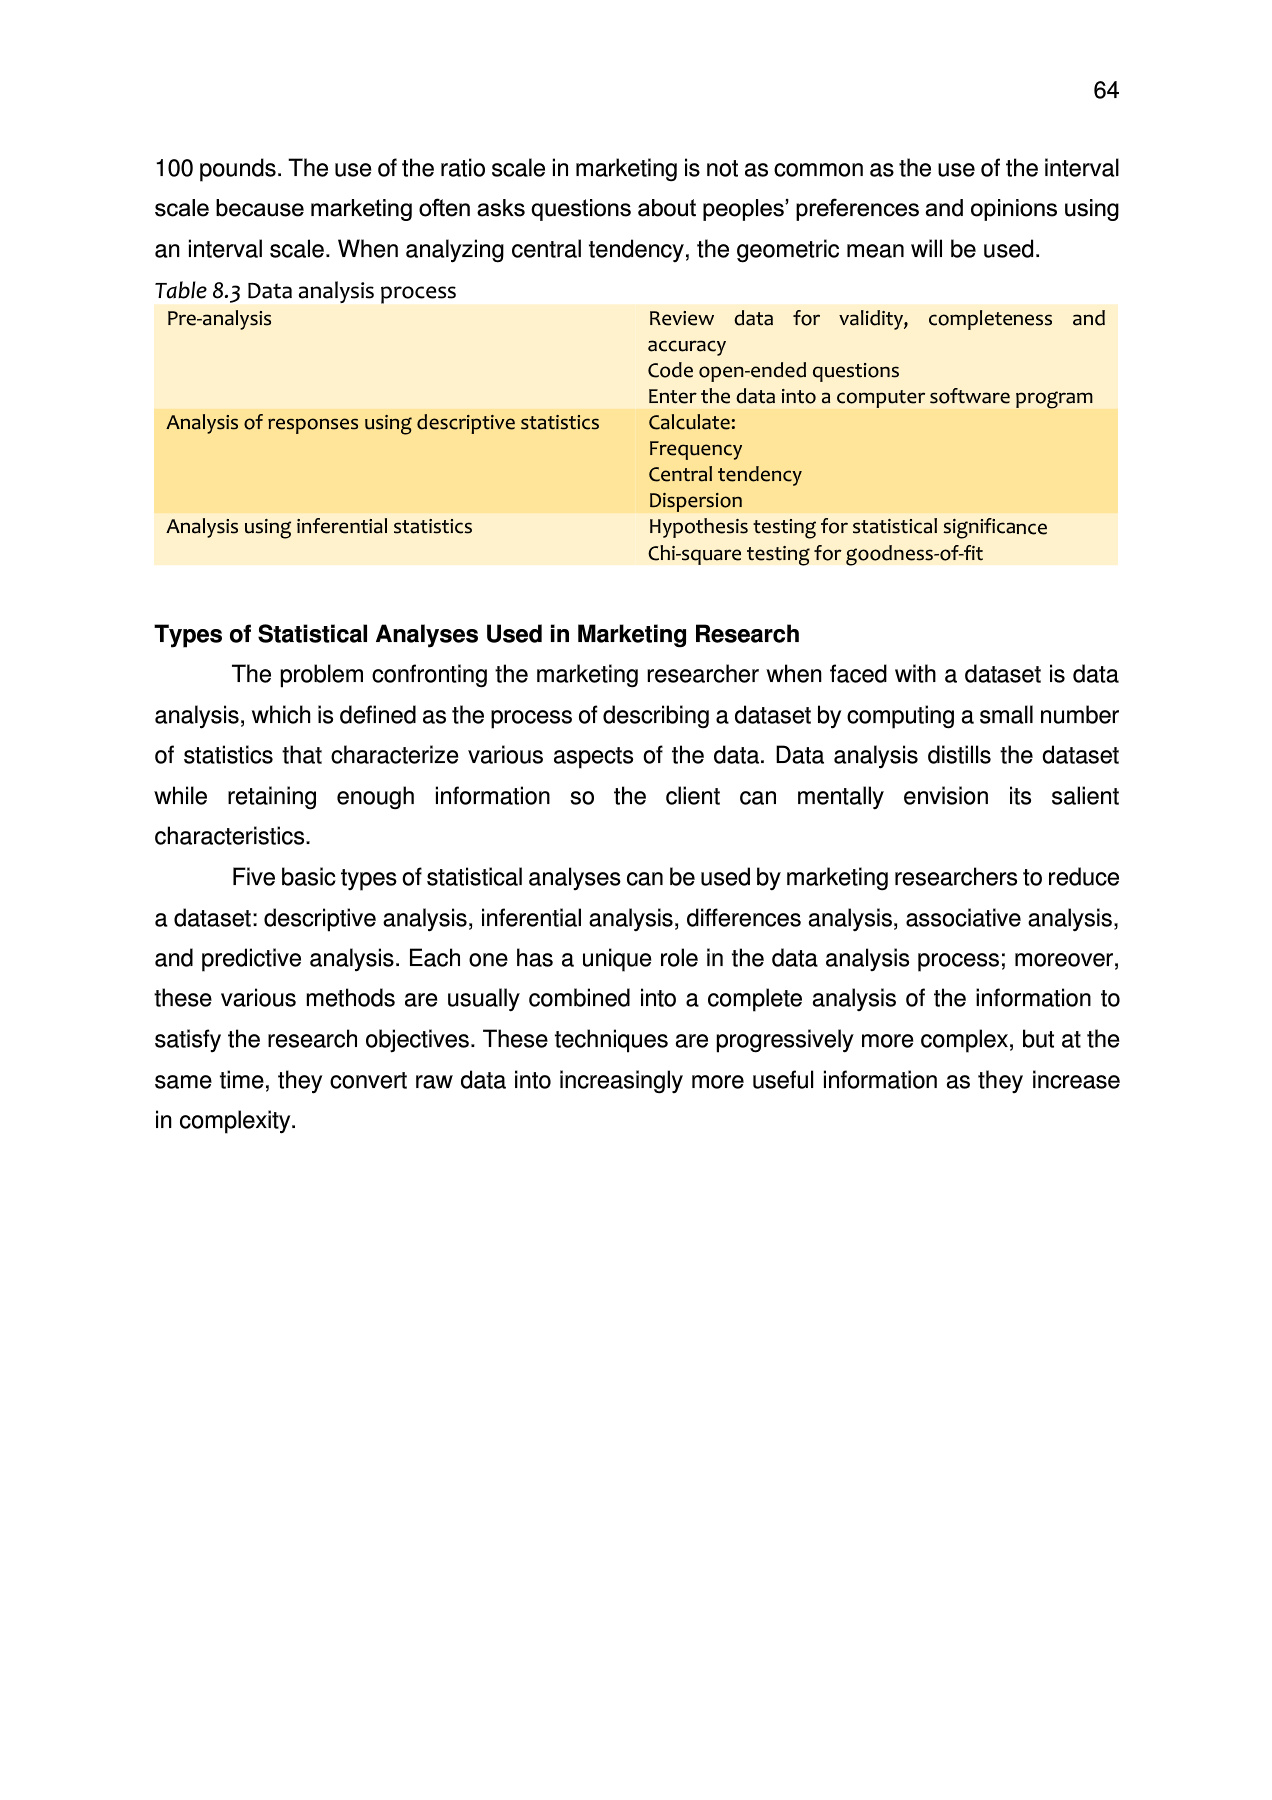 64
100 pounds. The use of the ratio scale in marketing is not as common as the use of the interval
scale because marketing often asks questions about peoples’ preferences and opinions using
an interval scale. When analyzing central tendency, the geometric mean will be used.
Table 8.3 Data analysis process
Pre-analysis
Review data for validity, completeness and
accuracy
Code open-ended questions
Enter the data into a computer software program
Analysis of responses using descriptive statistics
Calculate:
Frequency
Central tendency
Dispersion
Analysis using inferential statistics
Hypothesis testing for statistical significance
Chi-square testing for goodness-of-fit
Types of Statistical Analyses Used in Marketing Research
The problem confronting the marketing researcher when faced with a dataset is data
analysis, which is defined as the process of describing a dataset by computing a small number
of statistics that characterize various aspects of the data. Data analysis distills the dataset
while retaining enough information so the client can mentally envision its salient
characteristics.
Five basic types of statistical analyses can be used by marketing researchers to reduce
a dataset: descriptive analysis, inferential analysis, differences analysis, associative analysis,
and predictive analysis. Each one has a unique role in the data analysis process; moreover,
these various methods are usually combined into a complete analysis of the information to
satisfy the research objectives. These techniques are progressively more complex, but at the
same time, they convert raw data into increasingly more useful information as they increase
in complexity.